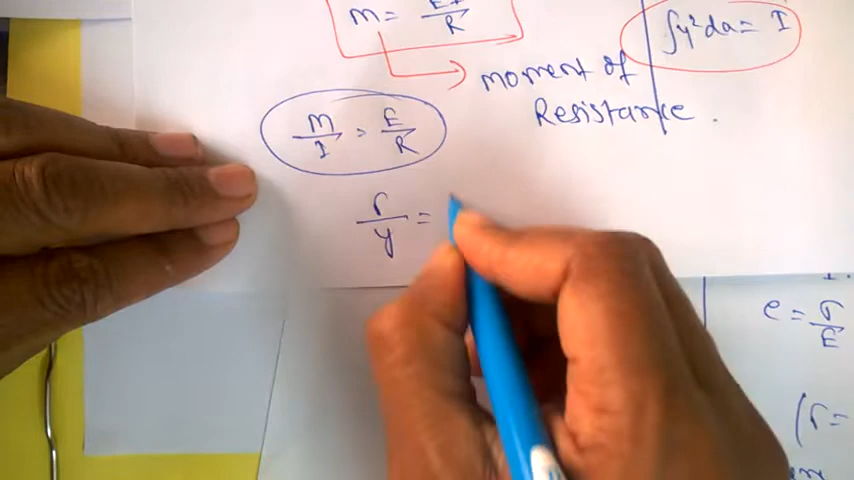 M = EI/R
∫y²da = I
moment of
Resistance.
M/I = E/R
σ/y =
e = σ/E
(σ =